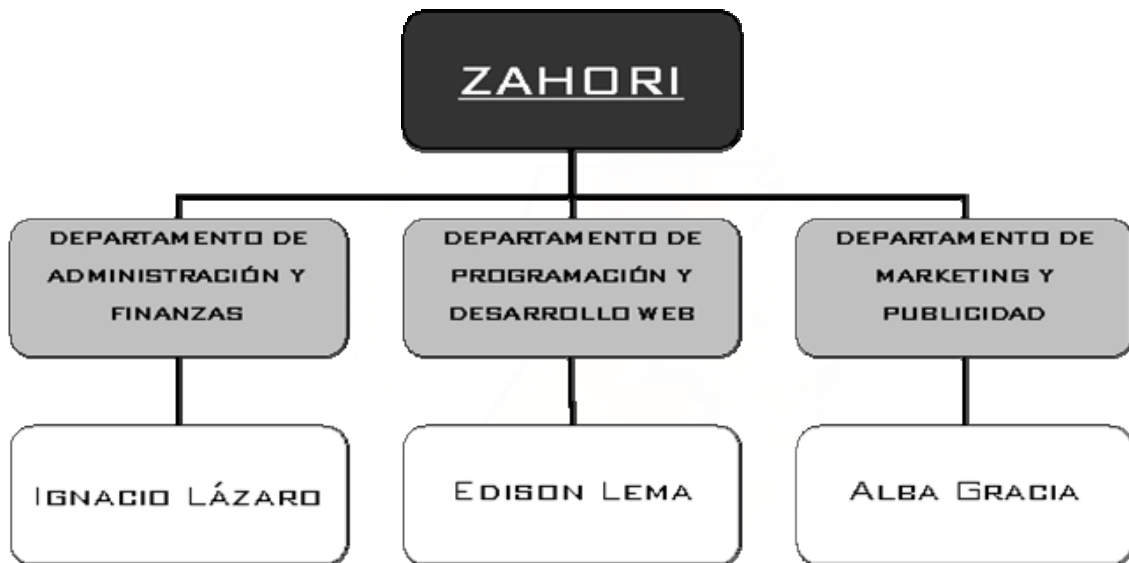 ZAHORI
DEPARTAMENTO DE
ADMINISTRACIÓN Y
FINANZAS
DEPARTAMENTO DE
PROGRAMACIÓN Y
DESARROLLO WEB
DEPARTAMENTO DE
MARKETING Y
PUBLICIDAD
IGNACIO LÁZARO
EDISON LEMA
ALBA GRACIA